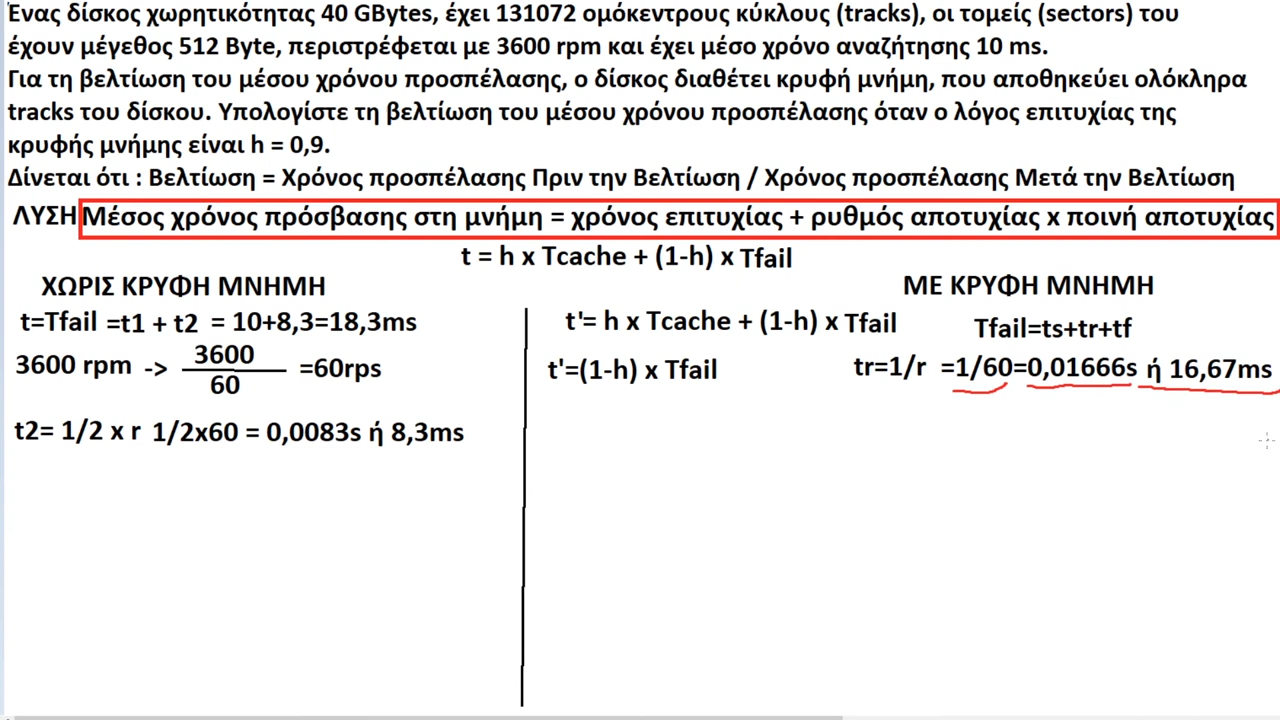 Ένας δίσκος χωρητικότητας 40 GBytes, έχει 131072 ομόκεντρους κύκλους (tracks), οι τομείς (sectors) του
έχουν μέγεθος 512 Byte, περιστρέφεται με 3600 rpm και έχει μέσο χρόνο αναζήτησης 10 ms.
Για τη βελτίωση του μέσου χρόνου προσπέλασης, ο δίσκος διαθέτει κρυφή μνήμη, που αποθηκεύει ολόκληρα
tracks του δίσκου. Υπολογίστε τη βελτίωση του μέσου χρόνου προσπέλασης όταν ο λόγος επιτυχίας της
κρυφής μνήμης είναι h = 0,9.
Δίνεται ότι : Βελτίωση = Χρόνος προσπέλασης Πριν την Βελτίωση / Χρόνος προσπέλασης Μετά την Βελτίωση
ΛΥΣΗ Μέσος χρόνος πρόσβασης στη μνήμη = χρόνος επιτυχίας + ρυθμός αποτυχίας x ποινή αποτυχίας
t = h x Tcache + (1-h) x Tfail
ΧΩΡΙΣ ΚΡΥΦΗ ΜΝΗΜΗ
t=Tfail =t1 + t2 = 10+8,3=18,3ms
3600 rpm -> 3600
60 =60rps
t2= 1/2 x r 1/2x60 = 0,0083s ή 8,3ms
ΜΕ ΚΡΥΦΗ ΜΝΗΜΗ
t'= h x Tcache + (1-h) x Tfail
Tfail=ts+tr+tf
t'=(1-h) x Tfail
tr=1/r =1/60=0,01666s ή 16,67ms